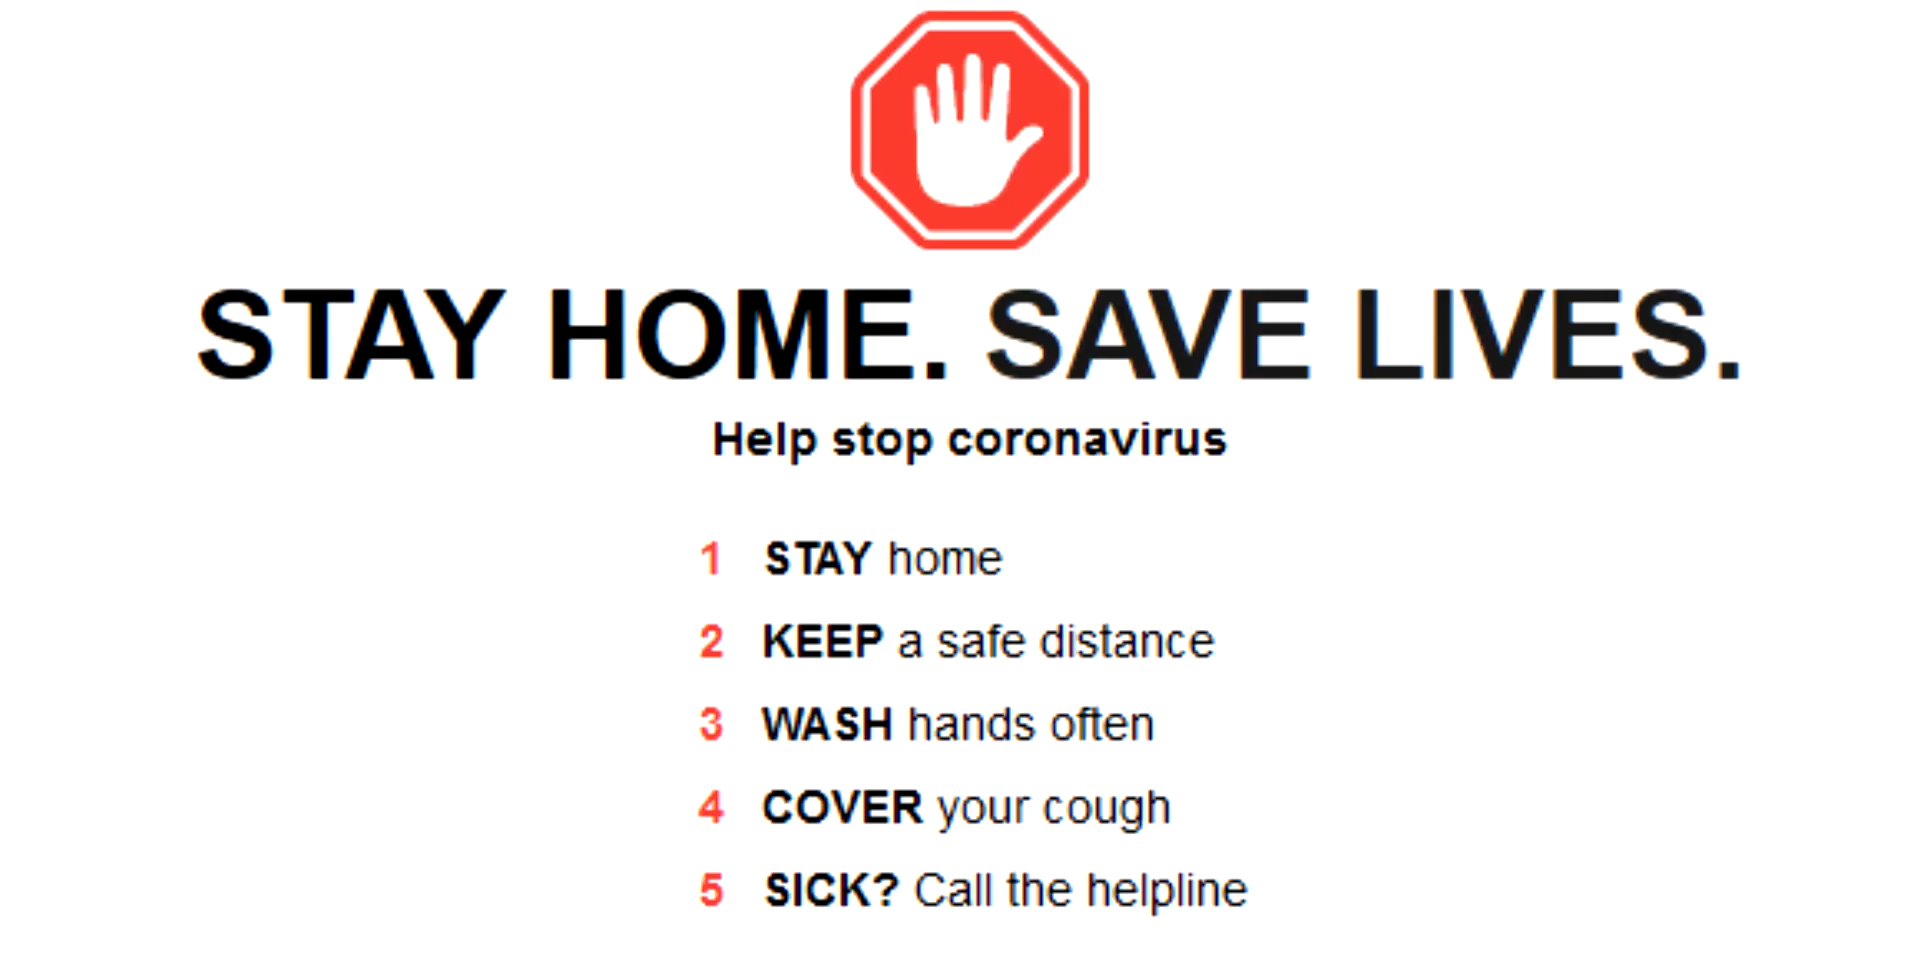 STAY HOME. SAVE LIVES.
Help stop coronavirus
1 STAY home
2 KEEP a safe distance
3 WASH hands often
4 COVER your cough
5 SICK? Call the helpline